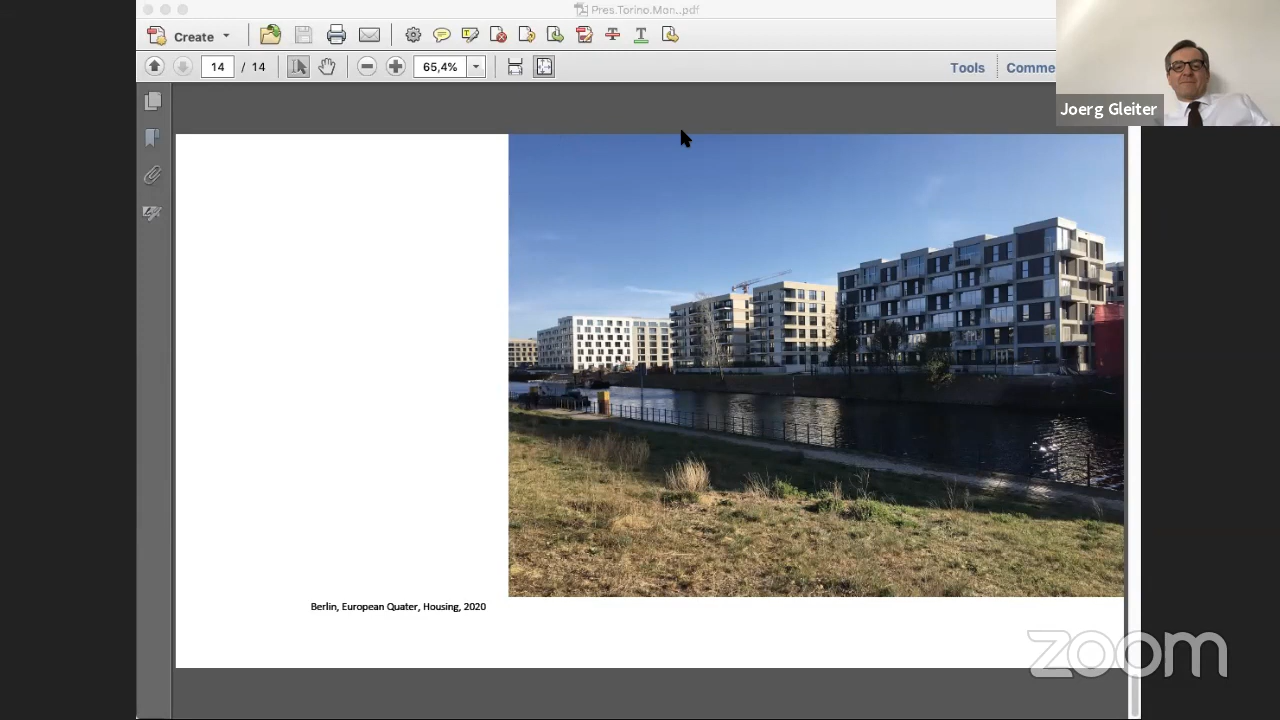 Pres.Torino.Mon..pdf
Create
14 / 14
65,4%
Tools
Comme
Joerg Gleiter
Berlin, European Quater, Housing, 2020
zoom